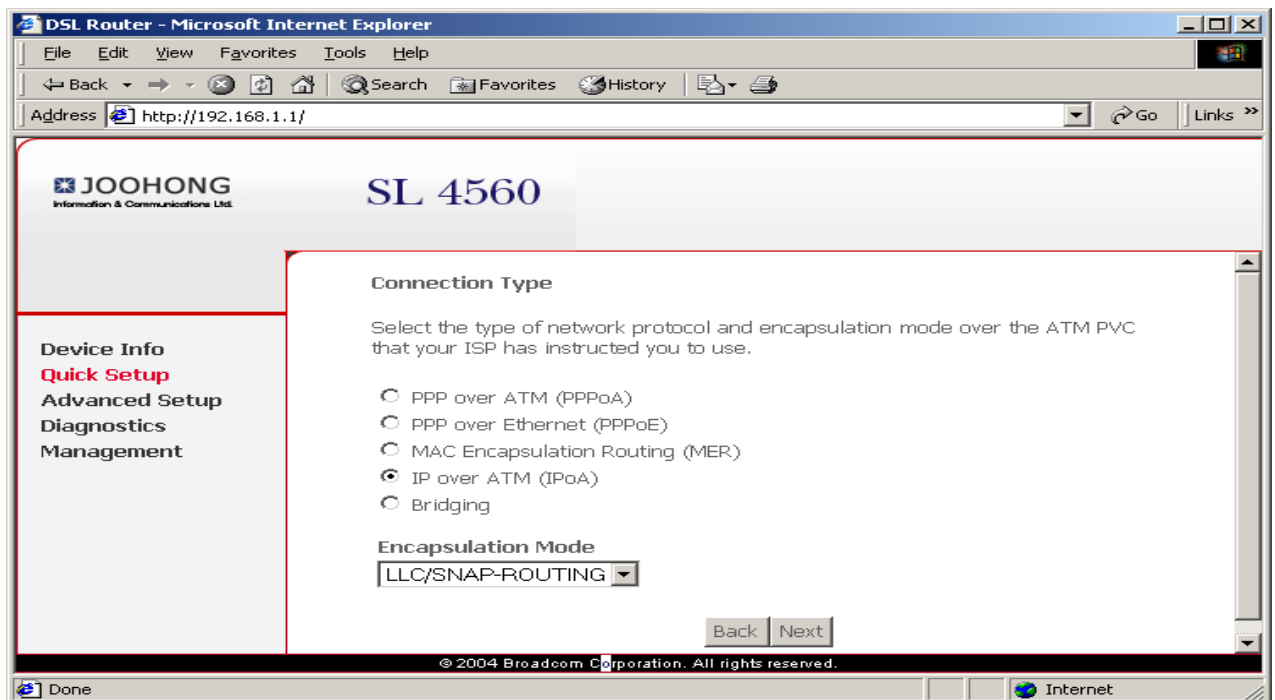 DSL Router - Microsoft Internet Explorer
File Edit View Favorites Tools Help
Back Search Favorites History
Address http://192.168.1.1/ Go Links »
JOOHONG
Information & Communications Ltd.
SL 4560
Device Info
Quick Setup
Advanced Setup
Diagnostics
Management
Connection Type
Select the type of network protocol and encapsulation mode over the ATM PVC
that your ISP has instructed you to use.
PPP over ATM (PPPoA)
PPP over Ethernet (PPPoE)
MAC Encapsulation Routing (MER)
IP over ATM (IPoA)
Bridging
Encapsulation Mode
LLC/SNAP-ROUTING
Back Next
© 2004 Broadcom Corporation. All rights reserved.
Done Internet